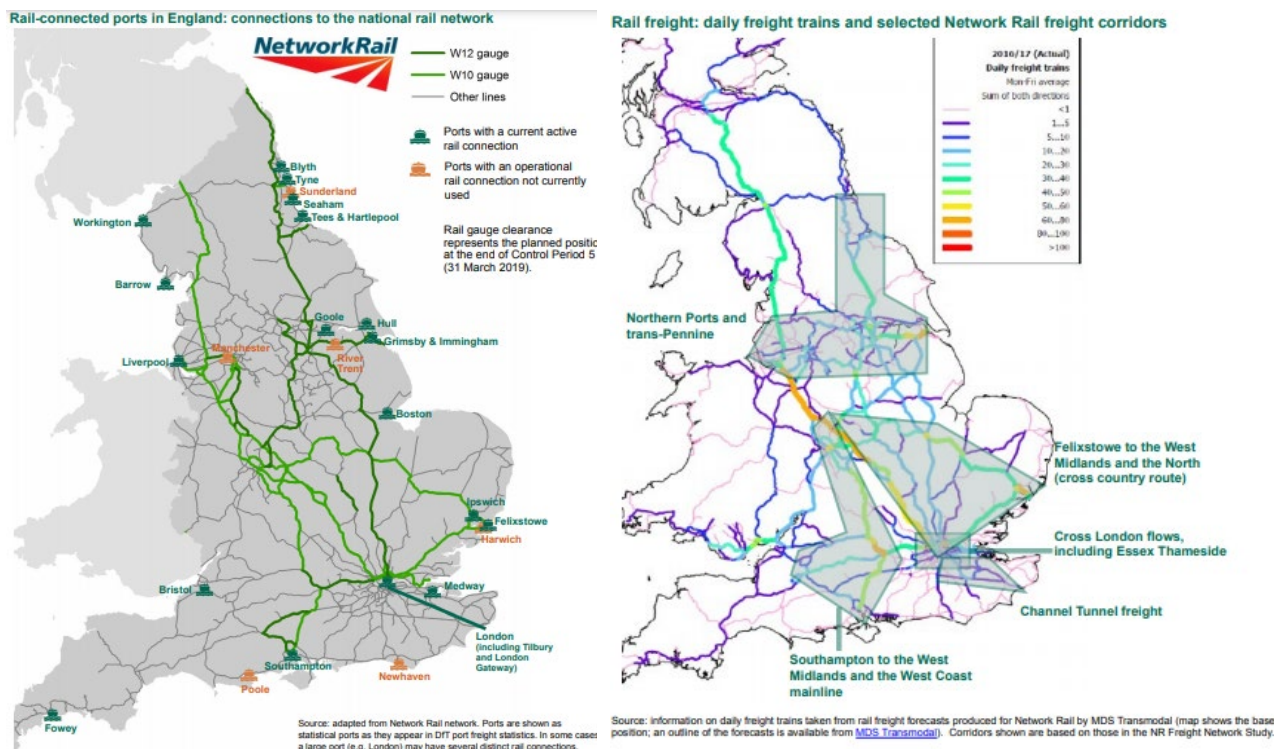 Rail-connected ports in England: connections to the national rail network
NetworkRail
W12 gauge
W10 gauge
Other lines
Ports with a current active
rail connection
Ports with an operational
rail connection not currently
used
Rail gauge clearance
represents the planned positio
at the end of Control Period 5
(31 March 2019).
Blyth
Tyne
Sunderland
Seaham
Tees & Hartlepool
Workington
Barrow
Goole
Hull
Grimsby & Immingham
Manchester
River
Trent
Liverpool
Boston
Ipswich
Felixstowe
Harwich
Bristol
Medway
London
(including Tilbury
and London
Gateway)
Southampton
Newhaven
Poole
Fowey
Source: adapted from Network Rail network. Ports are shown as
statistical ports as they appear in DfT port freight statistics. In some cases
a large port (e.g. London) may have several distinct rail connections.
Rail freight: daily freight trains and selected Network Rail freight corridors
2016/17 (Actual)
Daily freight trains
Mon-Fri average
Sum of both directions
<1
1...5
5...10
10...20
20...30
30...40
40...50
50...60
60...80
80...100
>100
Northern Ports and
trans-Pennine
Felixstowe to the West
Midlands and the North
(cross country route)
Cross London flows,
including Essex Thameside
Channel Tunnel freight
Southampton to the West
Midlands and the West Coast
mainline
Source: information on daily freight trains taken from rail freight forecasts produced for Network Rail by MDS Transmodal (map shows the base
position; an outline of the forecasts is available from MDS Transmodal). Corridors shown are based on those in the NR Freight Network Study.